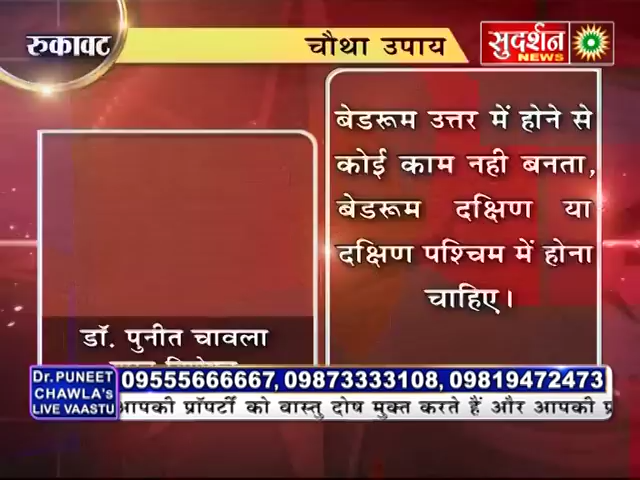 रुकावट
चौथा उपाय
सुदर्शन
NEWS
बेडरूम उत्तर में होने से
कोई काम नही बनता,
बेडरूम दक्षिण या
दक्षिण पश्चिम में होना
चाहिए।
डॉ. पुनीत चावला
Dr.PUNEET
CHAWLA's
LIVE VAASTU
09555666667, 09873333108, 09819472473
आपकी प्रॉपर्टी को वास्तु दोष मुक्त करते हैं और आपकी